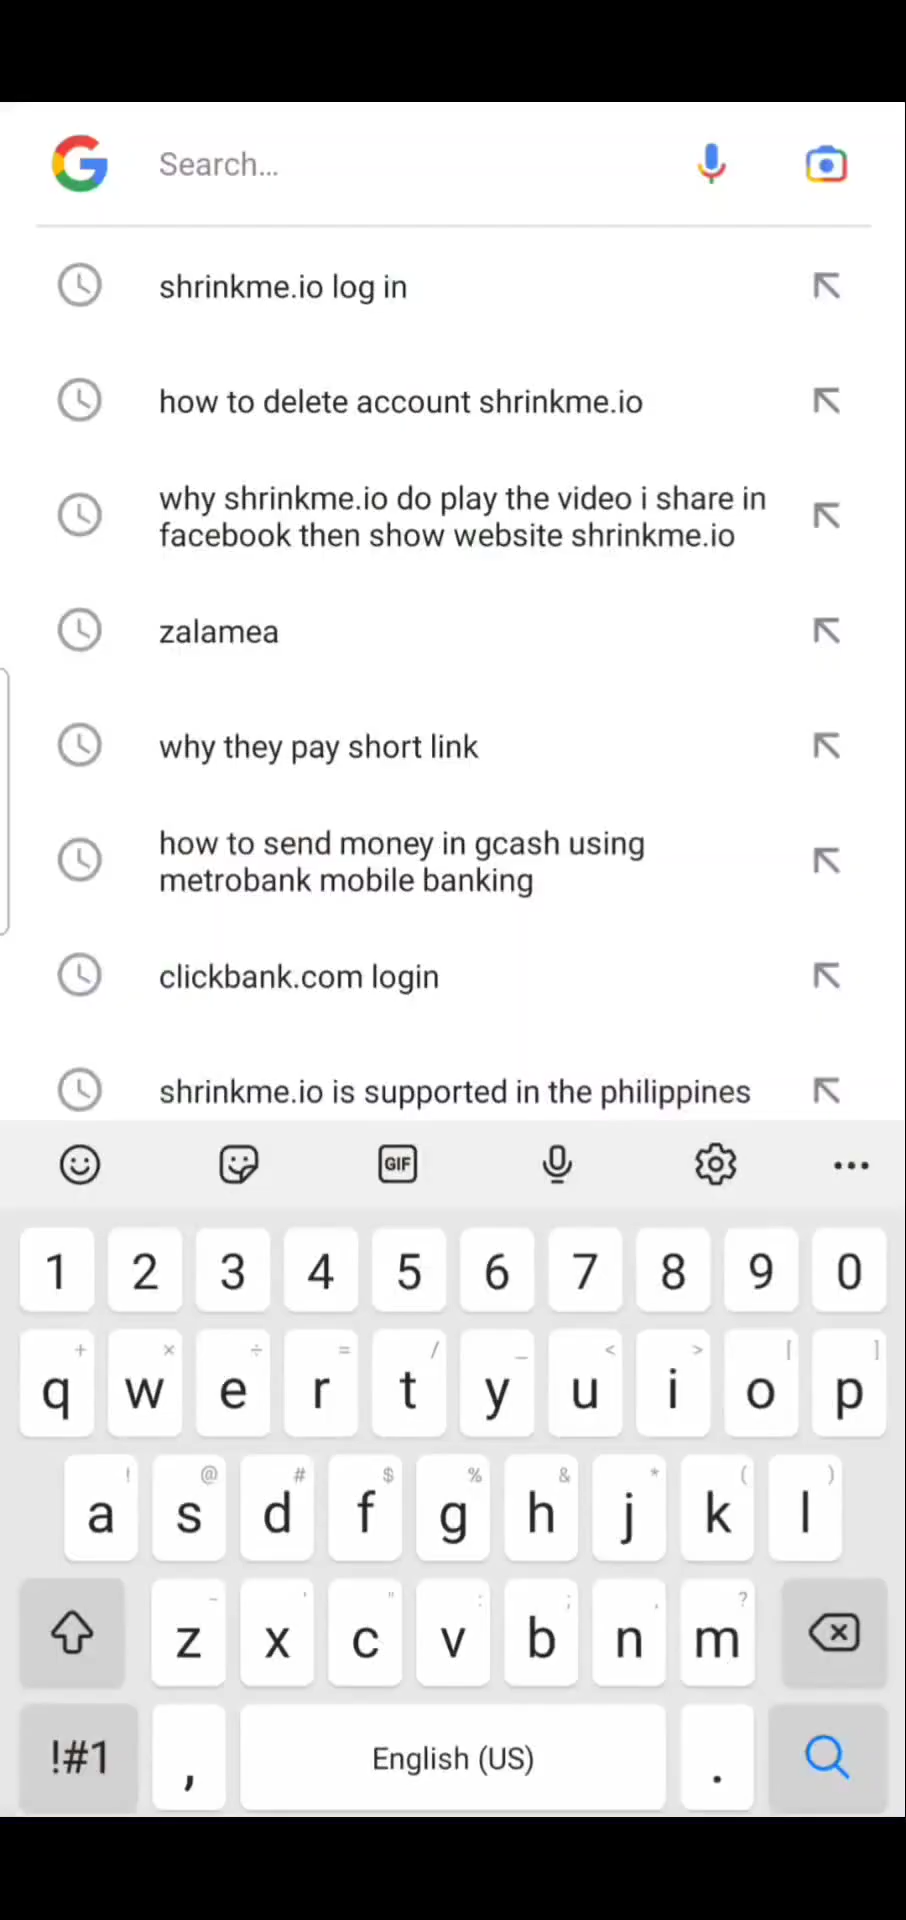 Search...
shrinkme.io log in
how to delete account shrinkme.io
why shrinkme.io do play the video i share in
facebook then show website shrinkme.io
zalamea
why they pay short link
how to send money in gcash using
metrobank mobile banking
clickbank.com login
shrinkme.io is supported in the philippines
GIF
1 2 3 4 5 6 7 8 9 0
+ × ÷ = / _ < > [ ]
q w e r t y u i o p
! @ # $ % & * ( )
a s d f g h j k l
- ' " : ; , ?
z x c v b n m
!#1 , English (US) .